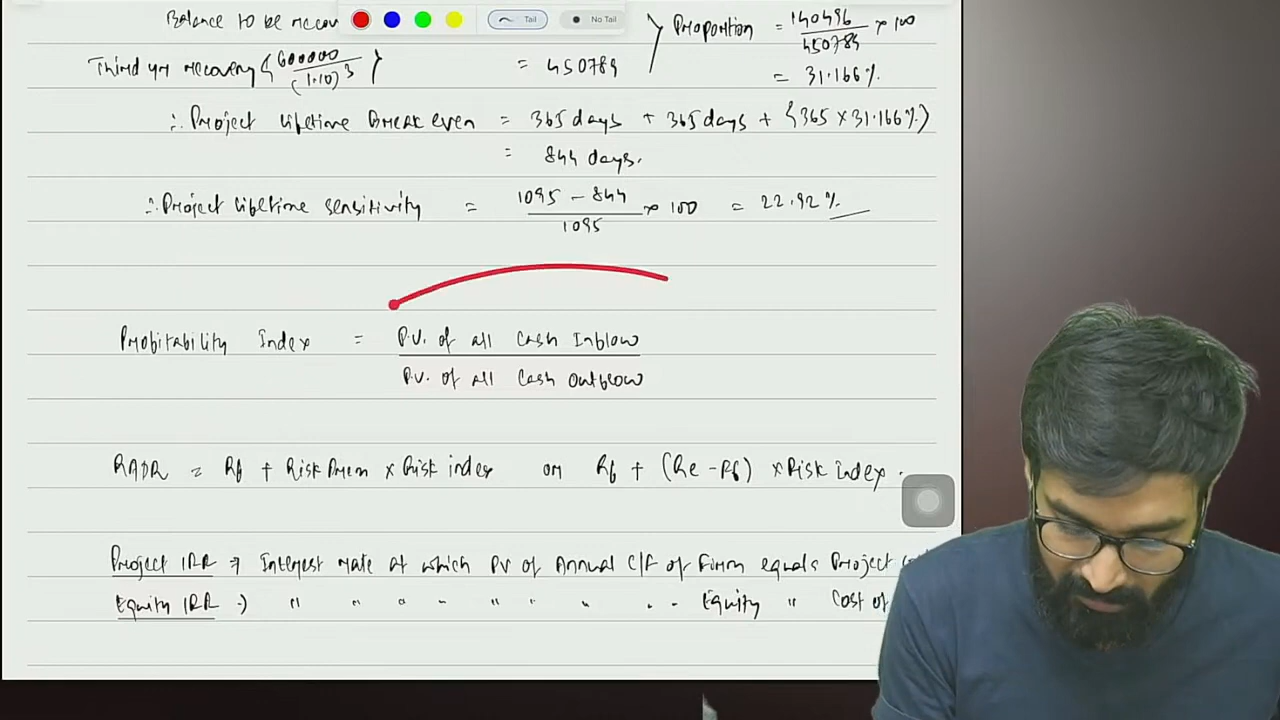 Balance to be
Proportion = 140496/450789 × 100
Third yr recovery {600000/(1.10)^3} = 450789
= 31.166%
∴ Project lifetime Break even = 365 days + 365 days + {365 × 31.166%}
= 844 days.
∴ Project lifetime sensitivity = (1095 - 844)/1095 × 100 = 22.92%
Profitability Index = P.V. of all Cash Inflow
P.V. of all Cash Outflow
RADR = Rf + Risk Prem × Risk index or Rf + (Re - Rf) × Risk index.
Project IRR → Interest rate at which PV of Annual C/F of Firm equals Project
Equity IRR → " " " " " " " " " Equity " Cost of
Tail
No Tail